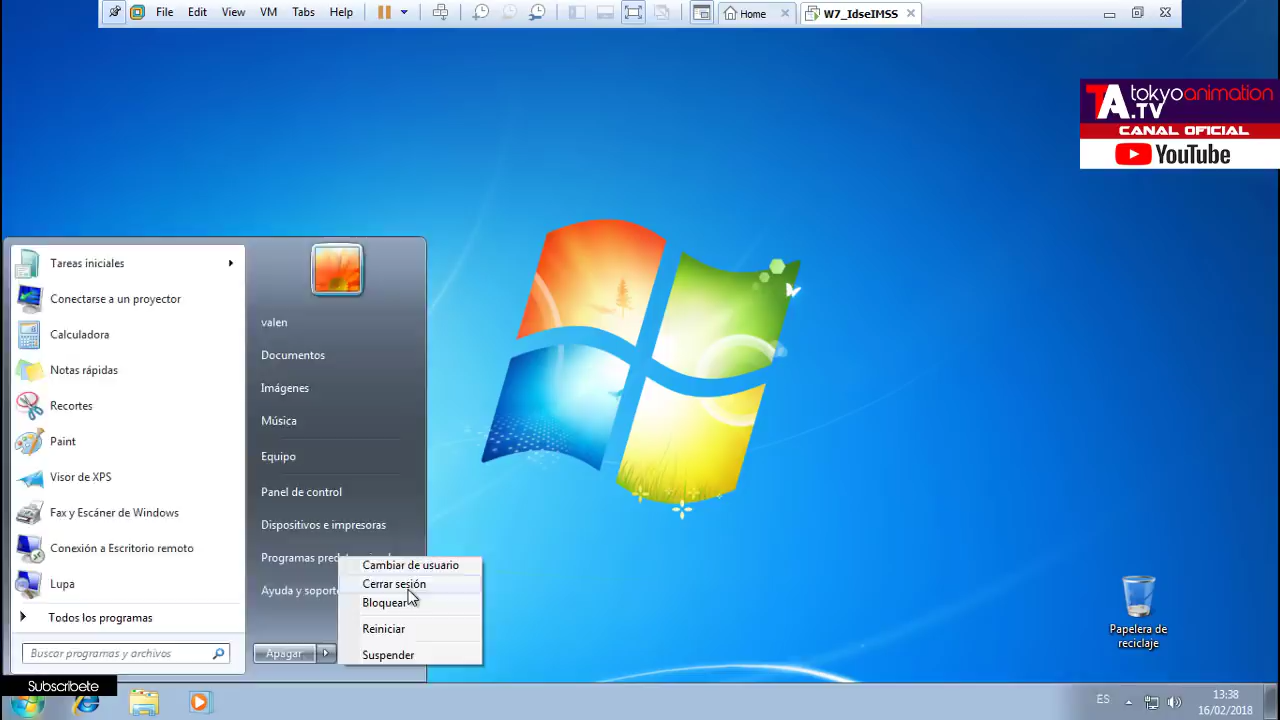 File Edit View VM Tabs Help
Home
W7_IdseIMSS
TA.TV tokyoanimation
CANAL OFICIAL
YouTube
Tareas iniciales
Conectarse a un proyector
Calculadora
Notas rápidas
Recortes
Paint
Visor de XPS
Fax y Escáner de Windows
Conexión a Escritorio remoto
Lupa
Todos los programas
Buscar programas y archivos
valen
Documentos
Imágenes
Música
Equipo
Panel de control
Dispositivos e impresoras
Ayuda y soporte
Apagar
Cambiar de usuario
Cerrar sesión
Bloquear
Reiniciar
Suspender
Papelera de
reciclaje
Subscribete
ES
13:38
16/02/2018